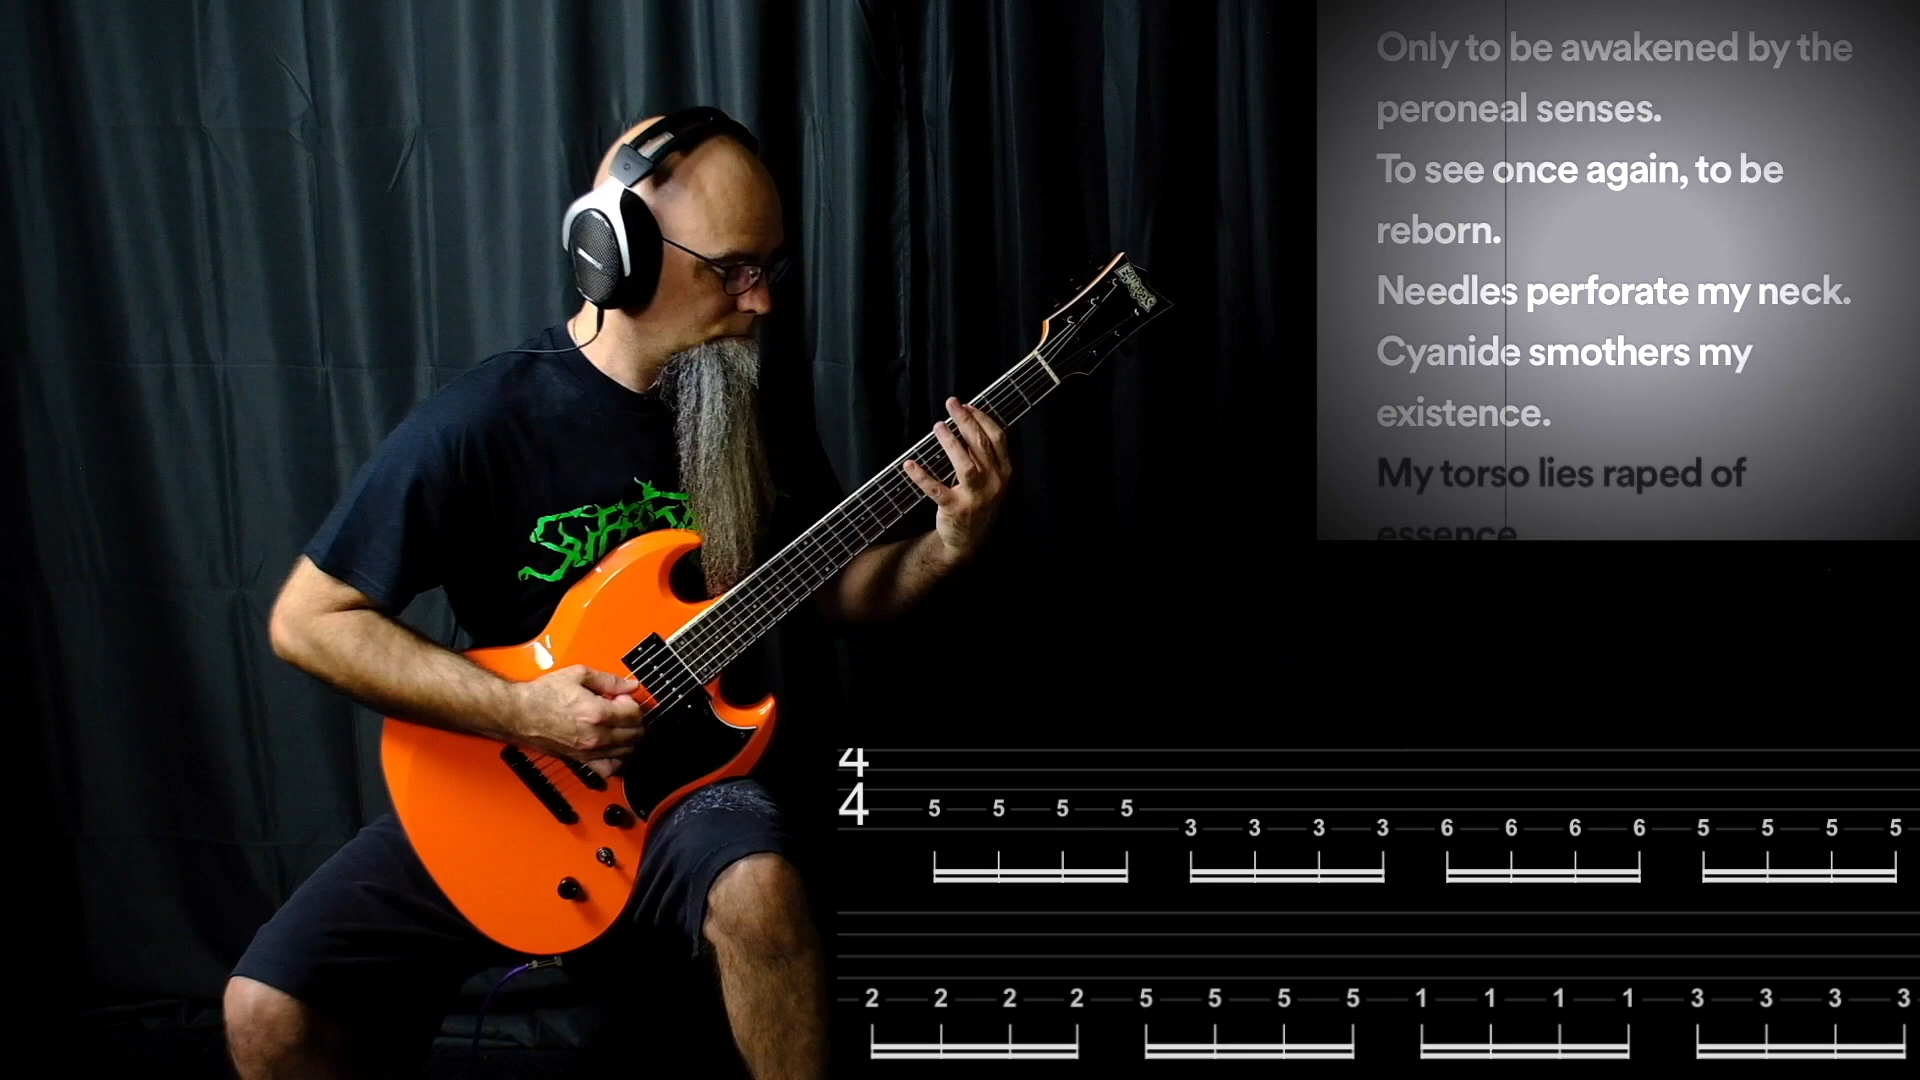 Only to be awakened by the
peroneal senses.
To see once again, to be
reborn.
Needles perforate my neck.
Cyanide smothers my
existence.
My torso lies raped of
essence
EDWARDS
4
4
5 5 5 5 3 3 3 3 6 6 6 6 5 5 5 5
2 2 2 2 5 5 5 5 1 1 1 1 3 3 3 3